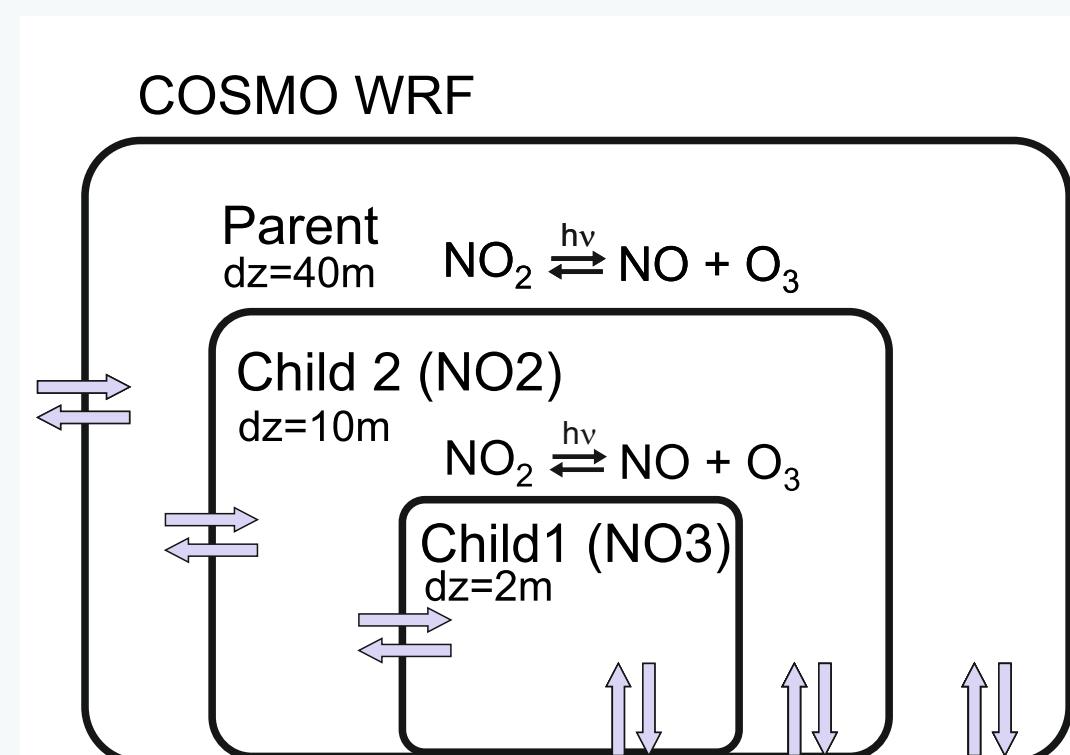 COSMO WRF
Parent
dz=40m
NO₂ hν ⇌ NO + O₃
Child 2 (NO2)
dz=10m
NO₂ hν ⇌ NO + O₃
Child1 (NO3)
dz=2m